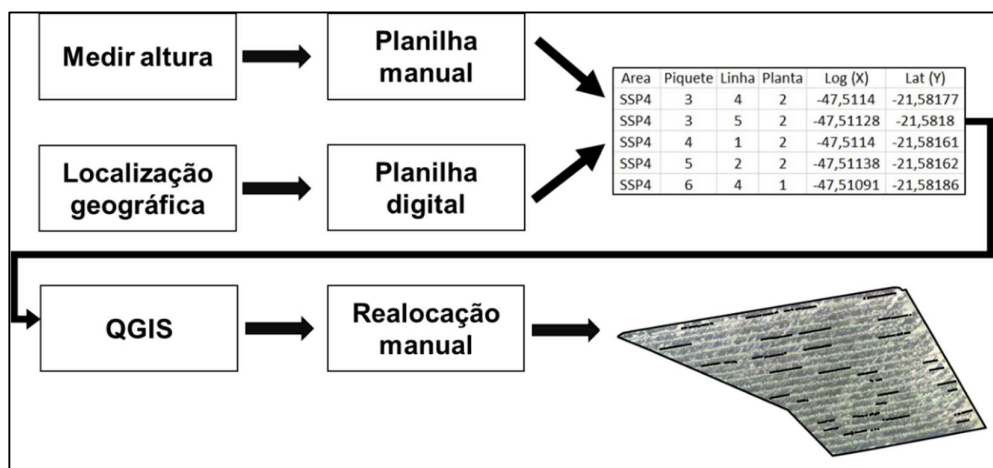 Medir altura
Planilha
manual
Localização
geográfica
Planilha
digital
Area Piquete Linha Planta Log (X) Lat (Y)
SSP4 3 4 2 -47,5114 -21,58177
SSP4 3 5 2 -47,51128 -21,5818
SSP4 4 1 2 -47,5114 -21,58161
SSP4 5 2 2 -47,51138 -21,58162
SSP4 6 4 1 -47,51091 -21,58186
QGIS
Realocação
manual